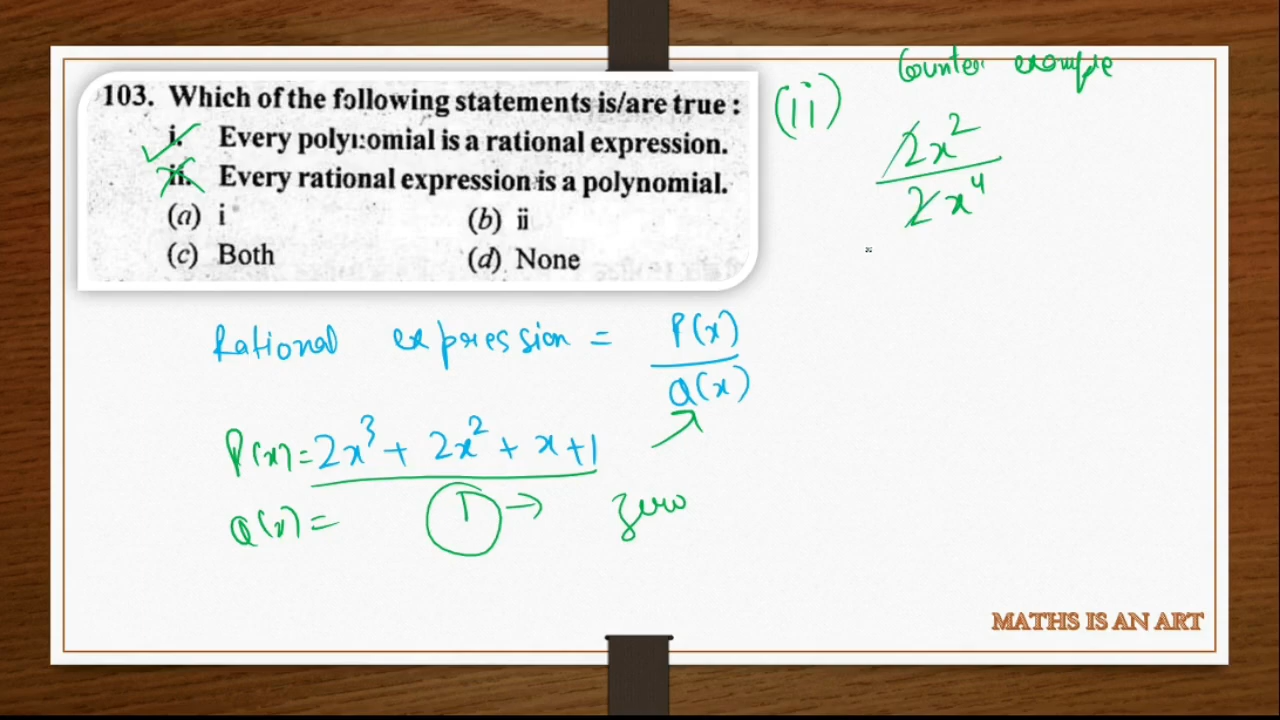 103. Which of the following statements is/are true :
i. Every polynomial is a rational expression.
ii. Every rational expression is a polynomial.
(a) i (b) ii
(c) Both (d) None
(ii) Counter exomple
2x²
2x⁴
Rational expression = P(x)
Q(x)
P(x) = 2x³ + 2x² + x + 1
Q(x) = 1 → zero
MATHS IS AN ART